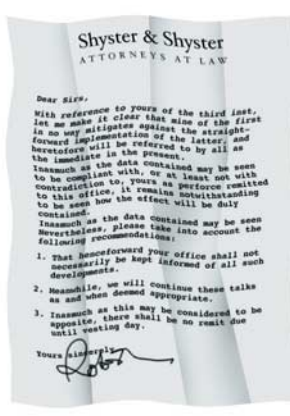 Shyster & Shyster
ATTORNEYS AT LAW
Dear Sirs,
With reference to yours of the third inst,
let me make it clear that mine of the first
in no way mitigates against the straight-
forward implementation of the latter, and
heretofore will be referred to by all as
the immediate in the present.
Inasmuch as the data contained may be seen
to be compliant with, or at least not with
contradiction to, yours as perforce remitted
to this office, it remains notwithstanding
to be seen how the effect will be duly
contained.
Inasmuch as the data contained may be seen
Nevertheless, please take into account the
following recommendations:
1. That henceforward your office shall not
necessarily be kept informed of all such
developments.
2. Meanwhile, we will continue these talks
as and when deemed appropriate.
3. Inasmuch as this may be considered to be
apposite, there shall be no remit due
until vesting day.
Yours sincerely